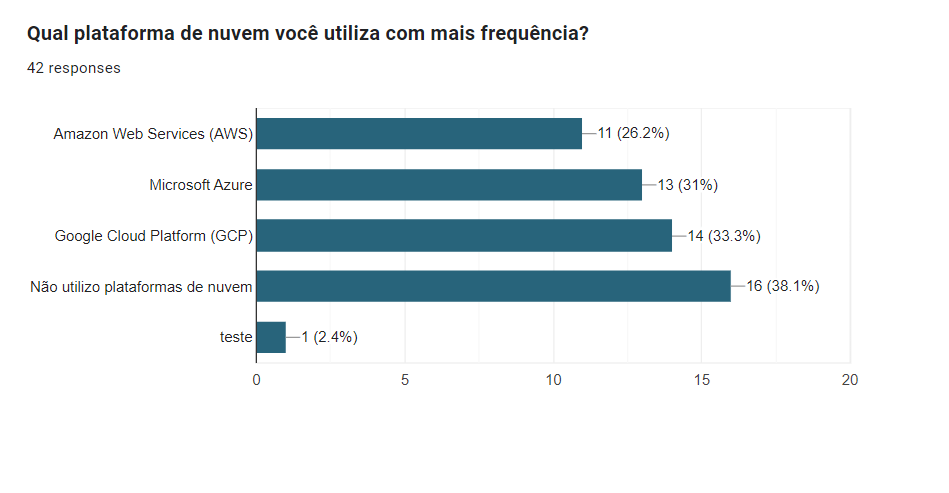 Qual plataforma de nuvem você utiliza com mais frequência?
42 responses
Amazon Web Services (AWS) 11 (26.2%)
Microsoft Azure 13 (31%)
Google Cloud Platform (GCP) 14 (33.3%)
Não utilizo plataformas de nuvem 16 (38.1%)
teste 1 (2.4%)
0 5 10 15 20